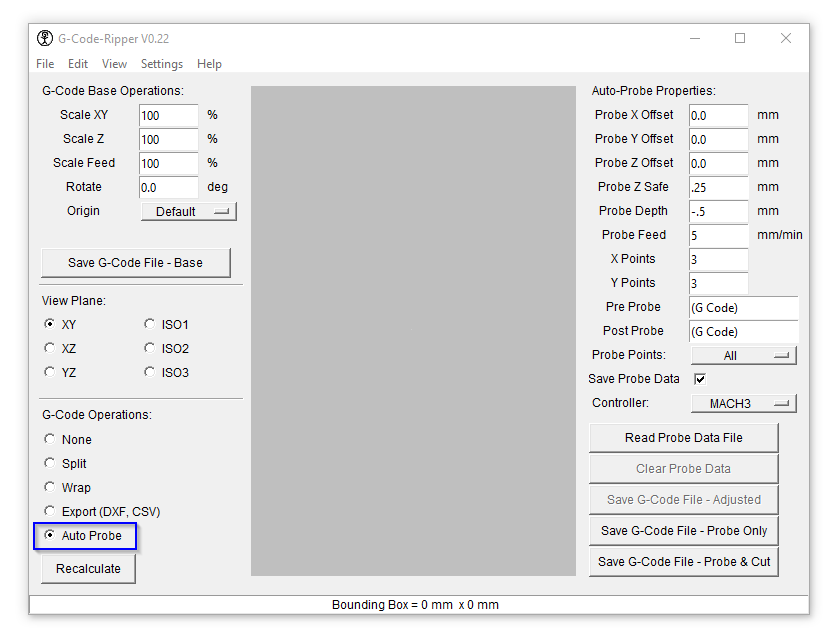 G-Code-Ripper V0.22
File Edit View Settings Help
G-Code Base Operations:
Scale XY 100 %
Scale Z 100 %
Scale Feed 100 %
Rotate 0.0 deg
Origin Default
Save G-Code File - Base
View Plane:
XY ISO1
XZ ISO2
YZ ISO3
G-Code Operations:
None
Split
Wrap
Export (DXF, CSV)
Auto Probe
Recalculate
Auto-Probe Properties:
Probe X Offset 0.0 mm
Probe Y Offset 0.0 mm
Probe Z Offset 0.0 mm
Probe Z Safe .25 mm
Probe Depth -.5 mm
Probe Feed 5 mm/min
X Points 3
Y Points 3
Pre Probe (G Code)
Post Probe (G Code)
Probe Points: All
Save Probe Data
Controller: MACH3
Read Probe Data File
Clear Probe Data
Save G-Code File - Adjusted
Save G-Code File - Probe Only
Save G-Code File - Probe & Cut
Bounding Box = 0 mm x 0 mm